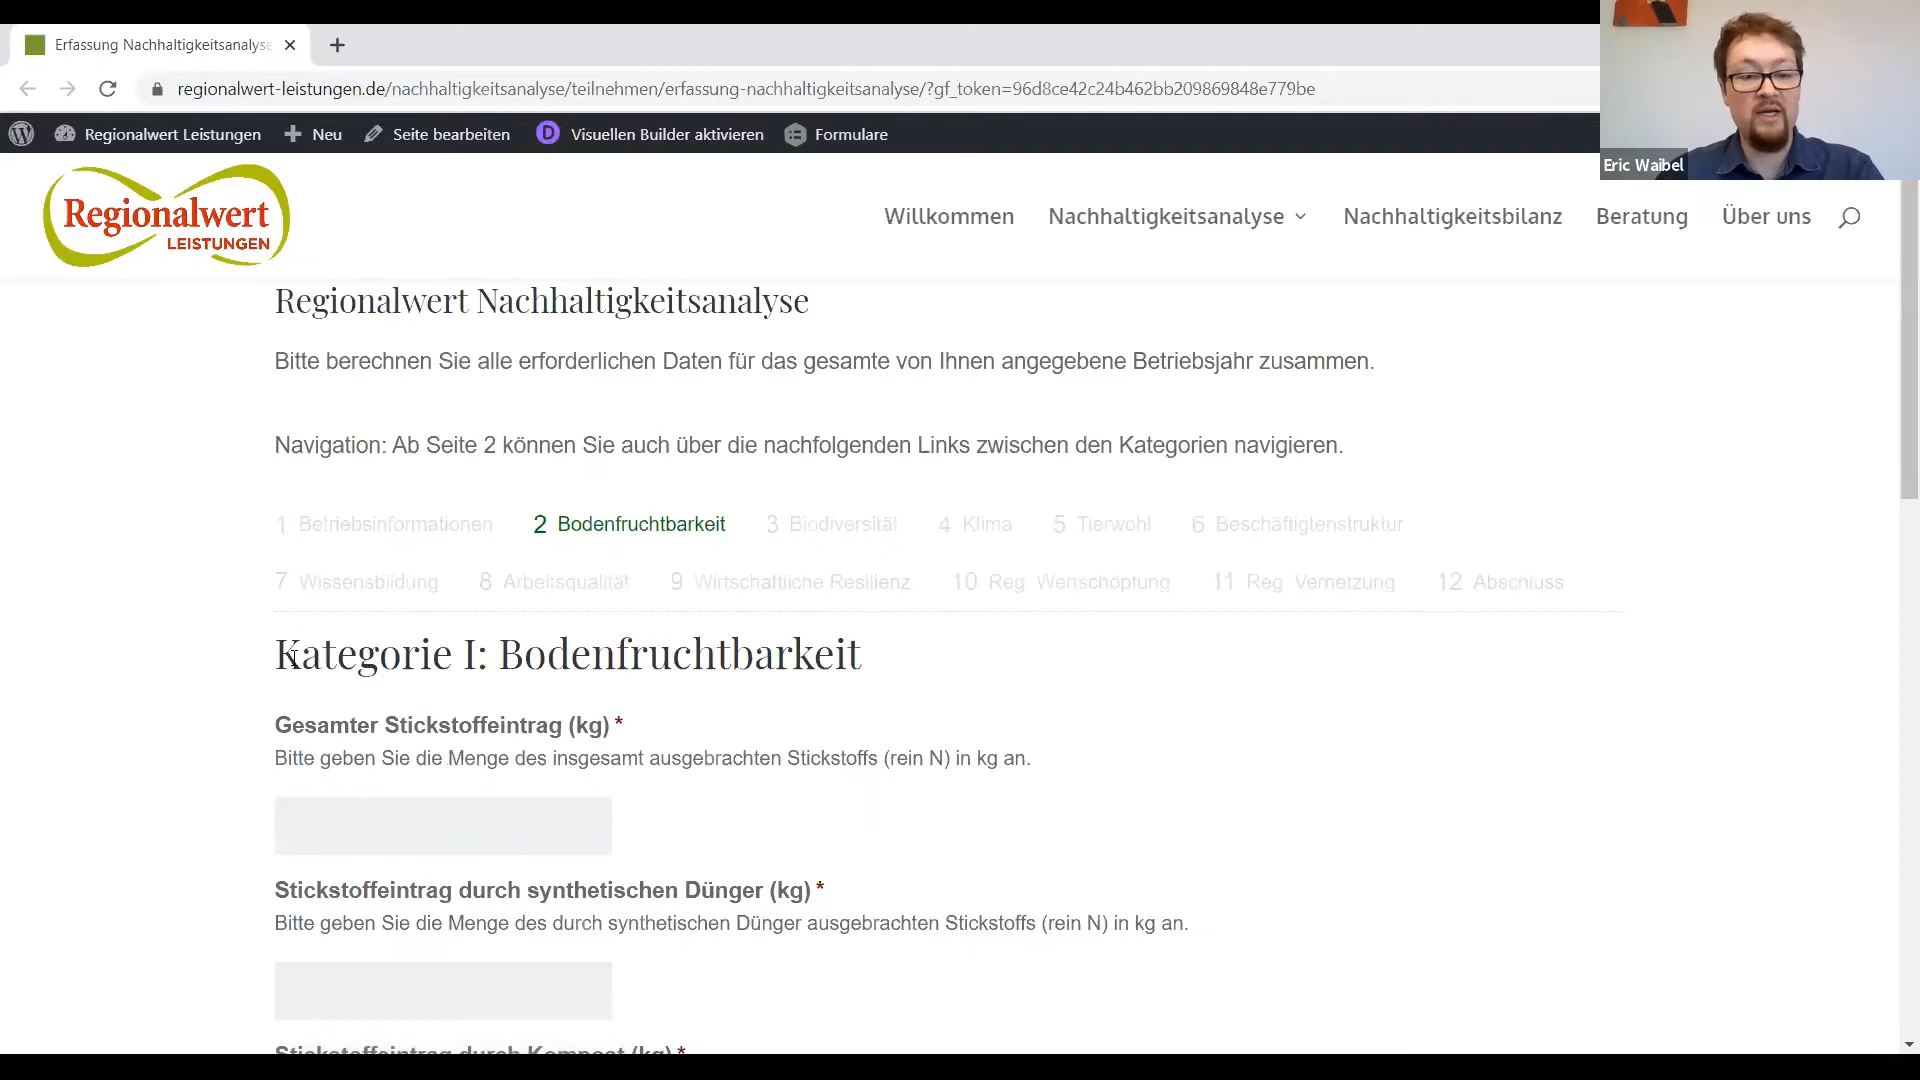 Erfassung Nachhaltigkeitsanalyse
regionalwert-leistungen.de/nachhaltigkeitsanalyse/teilnehmen/erfassung-nachhaltigkeitsanalyse/?gf_token=96d8ce42c24b462bb209869848e779be
Regionalwert Leistungen Neu Seite bearbeiten D Visuellen Builder aktivieren Formulare
Eric Waibel
Regionalwert
LEISTUNGEN
Willkommen Nachhaltigkeitsanalyse Nachhaltigkeitsbilanz Beratung Über uns
Regionalwert Nachhaltigkeitsanalyse
Bitte berechnen Sie alle erforderlichen Daten für das gesamte von Ihnen angegebene Betriebsjahr zusammen.
Navigation: Ab Seite 2 können Sie auch über die nachfolgenden Links zwischen den Kategorien navigieren.
1 Betriebsinformationen 2 Bodenfruchtbarkeit 3 Biodiversität 4 Klima 5 Tierwohl 6 Beschäftigtenstruktur
7 Wissensbildung 8 Arbeitsqualität 9 Wirtschaftliche Resilienz 10 Reg Wertschöpfung 11 Reg Vernetzung 12 Abschluss
Kategorie I: Bodenfruchtbarkeit
Gesamter Stickstoffeintrag (kg) *
Bitte geben Sie die Menge des insgesamt ausgebrachten Stickstoffs (rein N) in kg an.
Stickstoffeintrag durch synthetischen Dünger (kg) *
Bitte geben Sie die Menge des durch synthetischen Dünger ausgebrachten Stickstoffs (rein N) in kg an.
Stickstoffeintrag durch Kompost (kg) *